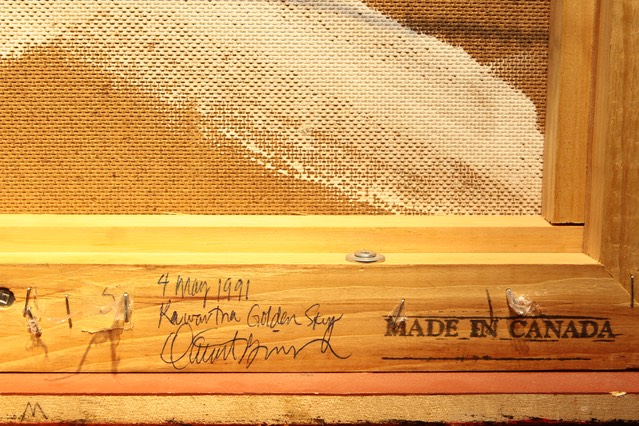 4 May 1991
Kawartha Golden Sky
MADE IN CANADA
M